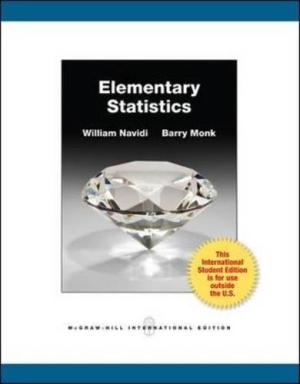 Elementary
Statistics
William Navidi    Barry Monk
This
International
Student Edition
is for use
outside
the U.S.
McGRAW-HILL INTERNATIONAL EDITION